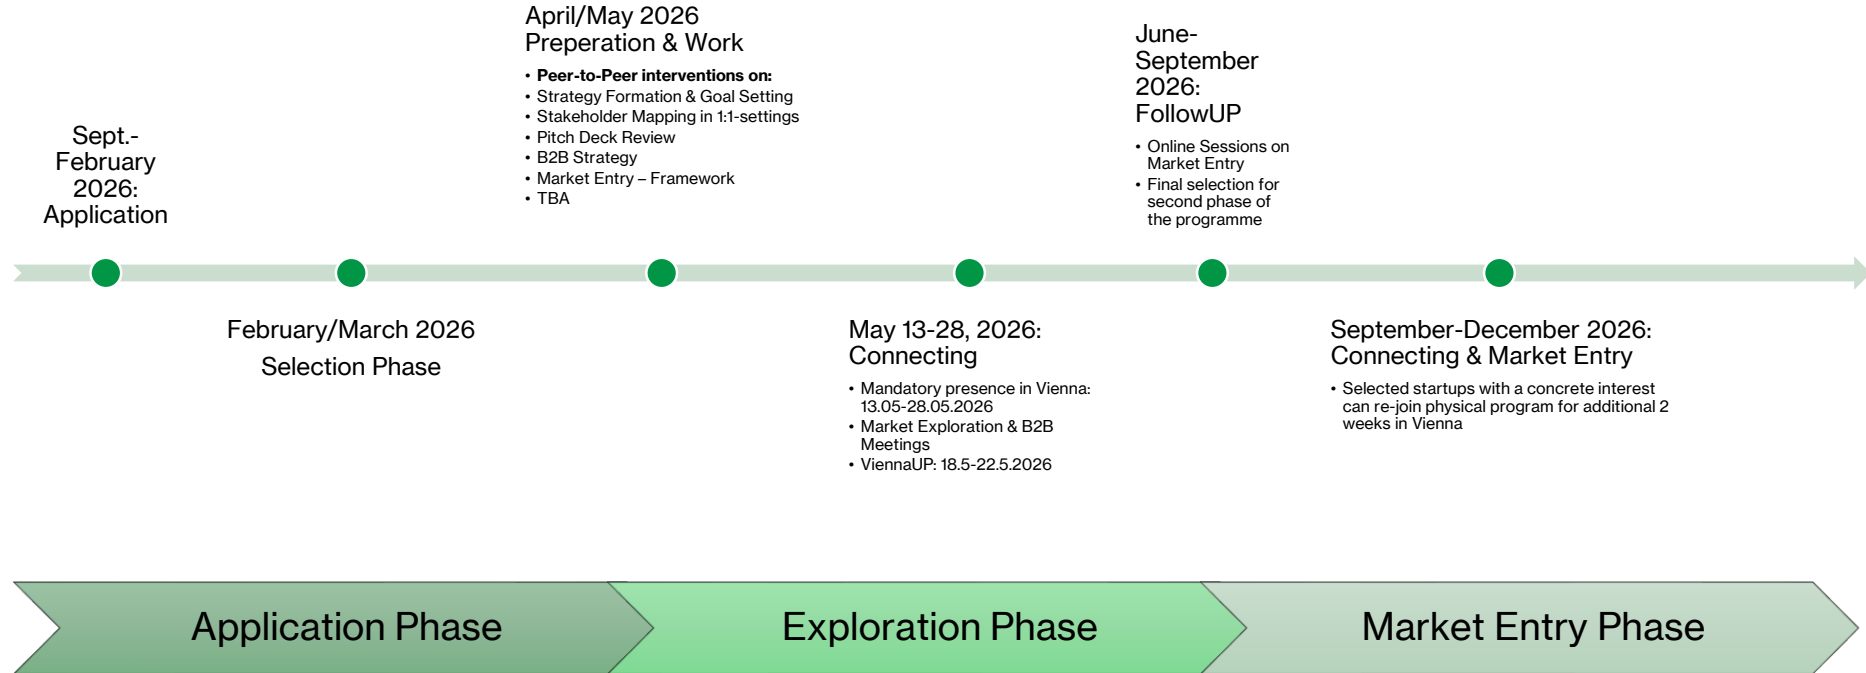 Sept.-
February
2026:
Application
February/March 2026
Selection Phase
April/May 2026
Preperation & Work
• Peer-to-Peer interventions on:
• Strategy Formation & Goal Setting
• Stakeholder Mapping in 1:1-settings
• Pitch Deck Review
• B2B Strategy
• Market Entry – Framework
• TBA
May 13-28, 2026:
Connecting
• Mandatory presence in Vienna:
13.05-28.05.2026
• Market Exploration & B2B
Meetings
• ViennaUP: 18.5-22.5.2026
June-
September
2026:
FollowUP
• Online Sessions on
Market Entry
• Final selection for
second phase of
the programme
September-December 2026:
Connecting & Market Entry
• Selected startups with a concrete interest
can re-join physical program for additional 2
weeks in Vienna
Application Phase
Exploration Phase
Market Entry Phase